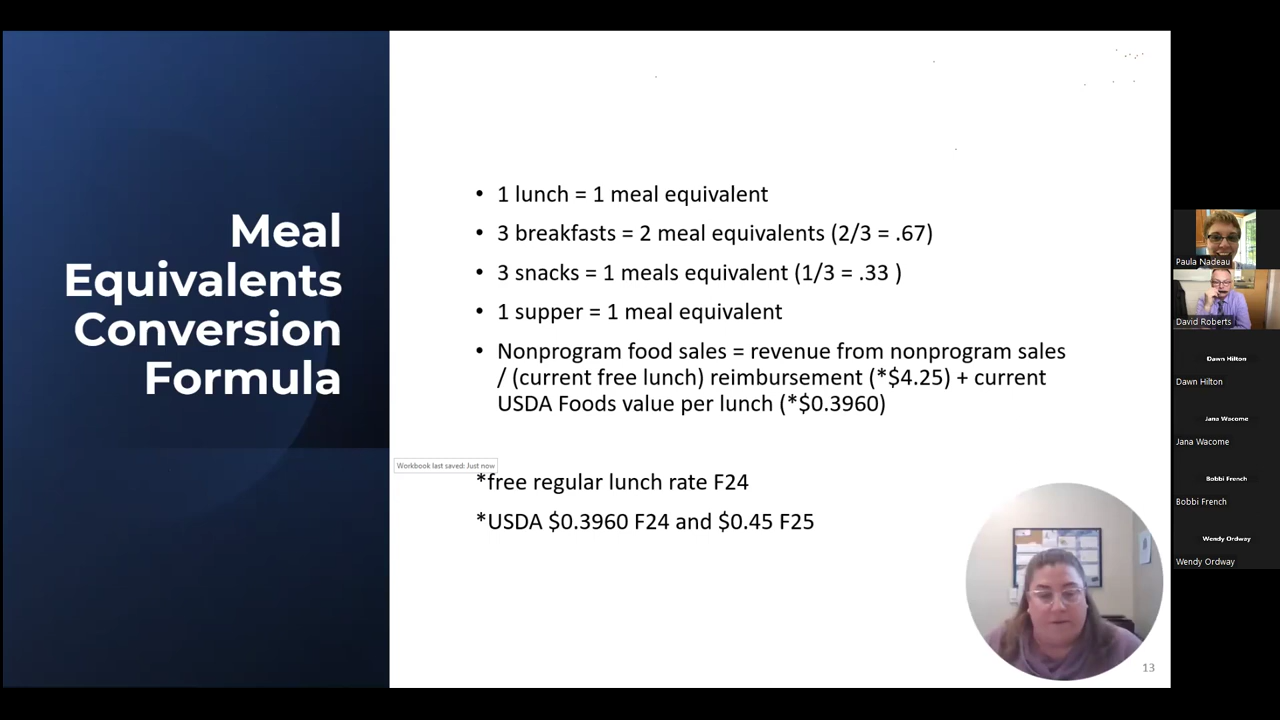 Meal
Equivalents
Conversion
Formula
• 1 lunch = 1 meal equivalent
• 3 breakfasts = 2 meal equivalents (2/3 = .67)
• 3 snacks = 1 meals equivalent (1/3 = .33 )
• 1 supper = 1 meal equivalent
• Nonprogram food sales = revenue from nonprogram sales
/ (current free lunch) reimbursement (*$4.25) + current
USDA Foods value per lunch (*$0.3960)
Workbook last saved: Just now
*free regular lunch rate F24
*USDA $0.3960 F24 and $0.45 F25
13
Paula Nadeau
David Roberts
Dawn Hilton
Dawn Hilton
Jana Wacome
Jana Wacome
Bobbi French
Bobbi French
Wendy Ordway
Wendy Ordway